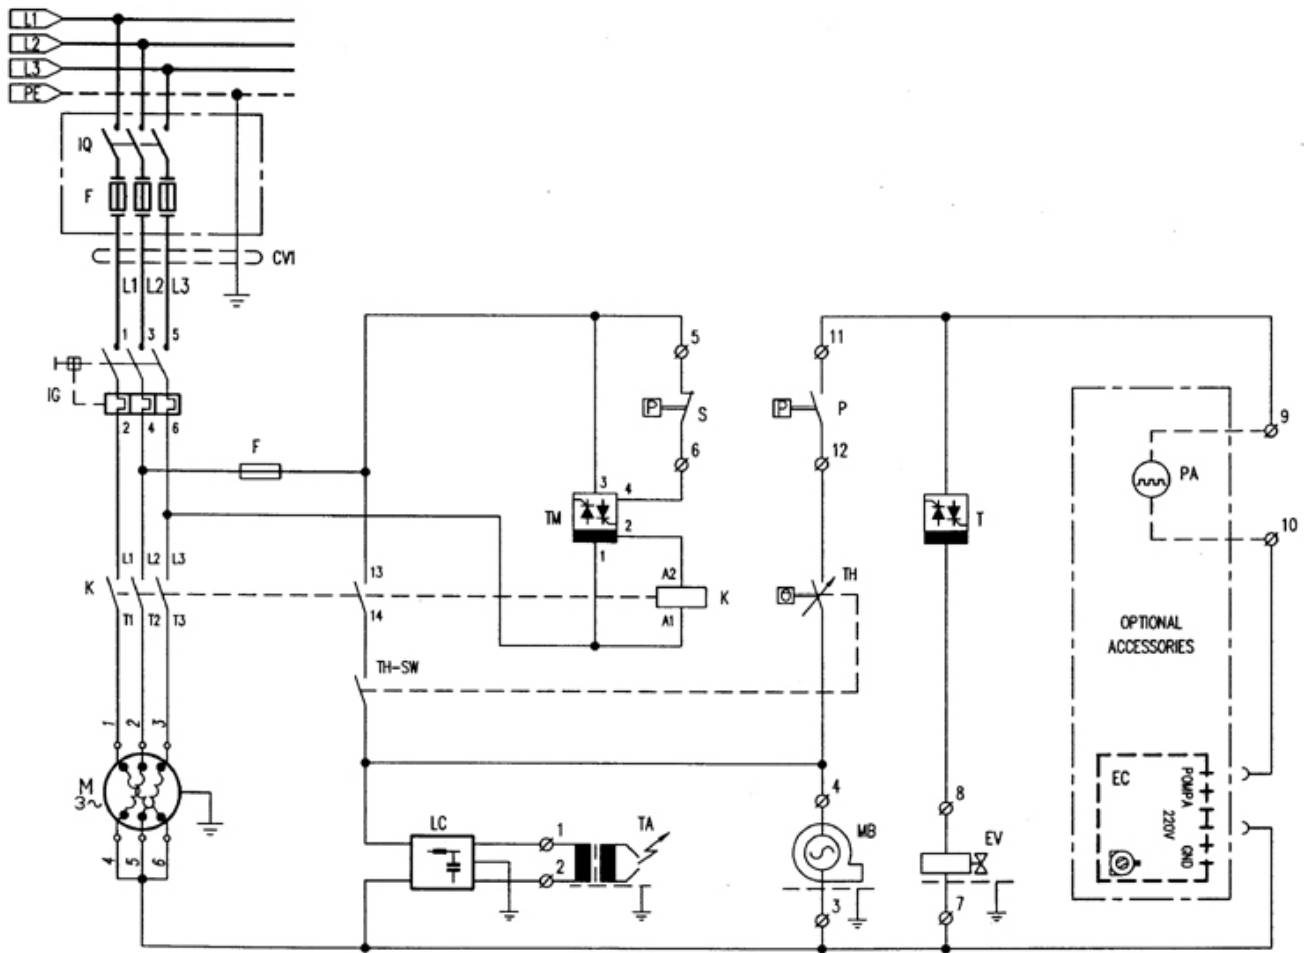 L1
L2
L3
PE
IQ
F
CV1
L1 L2 L3
1 3 5
IG
2 4 6
F
5
P S
6
3 4
TM
2
1
11
P P
12
T
9
PA
10
L1 L2 L3
K
T1 T2 T3
13
14
A2
K
A1
TH
TH-SW
OPTIONAL
ACCESSORIES
1 2 3
M
3~
4 5 6
LC
1
2
TA
4
MB
3
8
EV
7
EC
POMPA
220V
GND